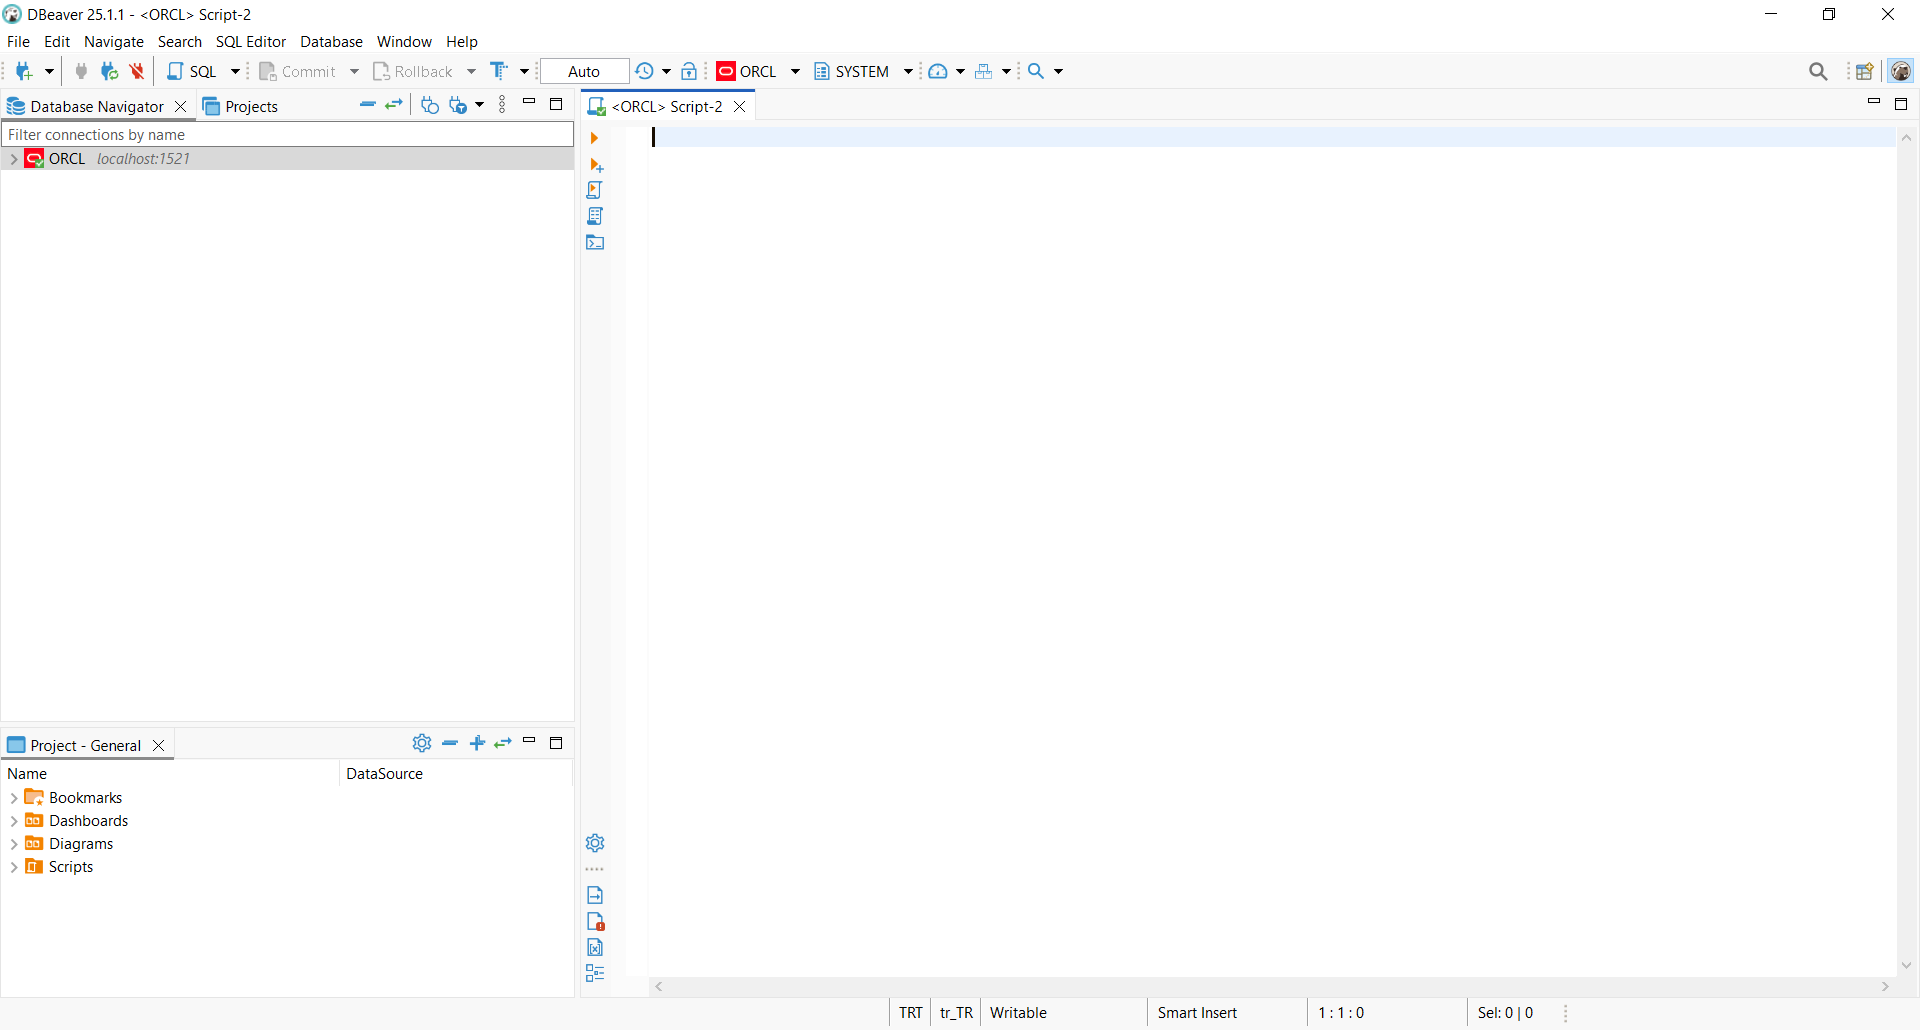 DBeaver 25.1.1 - <ORCL> Script-2
File Edit Navigate Search SQL Editor Database Window Help
SQL Commit Rollback Auto ORCL SYSTEM
Database Navigator Projects
<ORCL> Script-2
Filter connections by name
ORCL localhost:1521
Project - General
Name DataSource
Bookmarks
Dashboards
Diagrams
Scripts
TRT tr_TR Writable Smart Insert 1 : 1 : 0 Sel: 0 | 0